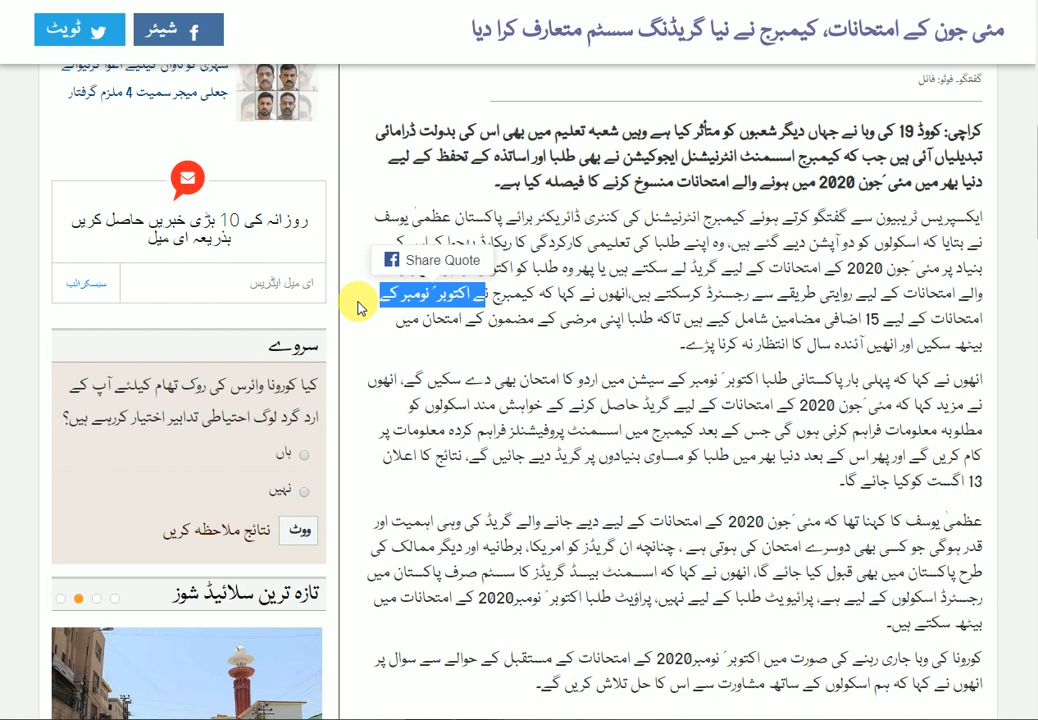 مئی جون کے امتحانات، کیمبرج نے نیا گریڈنگ سسٹم متعارف کرا دیا
شیئر
ٹویٹ
گفتگو۔ فوٹو: فائل
کراچی: کووڈ 19 کی وبا نے جہاں دیگر شعبوں کو متأثر کیا ہے وہیں شعبہ تعلیم میں بھی اس کی بدولت ڈرامائی
تبدیلیاں آئی ہیں جب کہ کیمبرج اسسمنٹ انٹرنیشنل ایجوکیشن نے بھی طلبا اور اساتذہ کے تحفظ کے لیے
دنیا بھر میں مئی ؍جون 2020 میں ہونے والے امتحانات منسوخ کرنے کا فیصلہ کیا ہے۔
ایکسپریس ٹریبیون سے گفتگو کرتے ہوئے کیمبرج انٹرنیشنل کی کنٹری ڈائریکٹر برائے پاکستان عظمیٰ یوسف
نے بتایا کہ اسکولوں کو دو آپشن دیے گئے ہیں، وہ اپنے طلبا کی تعلیمی کارکردگی کا ریکارڈ
بنیاد پر مئی ؍جون 2020 کے امتحانات کے لیے گریڈ لے سکتے ہیں یا پھر وہ طلبا کو
Share Quote
والے امتحانات کے لیے روایتی طریقے سے رجسٹرڈ کرسکتے ہیں،انھوں نے کہا کہ کیمبرج نے اکتوبر ؍ نومبر کے
امتحانات کے لیے 15 اضافی مضامین شامل کیے ہیں تاکہ طلبا اپنی مرضی کے مضمون کے امتحان میں
بیٹھ سکیں اور انھیں آئندہ سال کا انتظار نہ کرنا پڑے۔
انھوں نے کہا کہ پہلی بار پاکستانی طلبا اکتوبر ؍ نومبر کے سیشن میں اردو کا امتحان بھی دے سکیں گے، انھوں
نے مزید کہا کہ مئی ؍جون 2020 کے امتحانات کے لیے گریڈ حاصل کرنے کے خواہش مند اسکولوں کو
مطلوبہ معلومات فراہم کرنی ہوں گی جس کے بعد کیمبرج میں اسسمنٹ پروفیشنلز فراہم کردہ معلومات پر
کام کریں گے اور پھر اس کے بعد دنیا بھر میں طلبا کو مساوی بنیادوں پر گریڈ دیے جائیں گے، نتائج کا اعلان
13 اگست کوکیا جائے گا۔
عظمیٰ یوسف کا کہنا تھا کہ مئی ؍جون 2020 کے امتحانات کے لیے دیے جانے والے گریڈ کی وہی اہمیت اور
قدر ہوگی جو کسی بھی دوسرے امتحان کی ہوتی ہے ، چنانچہ ان گریڈز کو امریکا، برطانیہ اور دیگر ممالک کی
طرح پاکستان میں بھی قبول کیا جائے گا، انھوں نے کہا کہ اسسمنٹ بیسڈ گریڈز کا سسٹم صرف پاکستان میں
رجسٹرڈ اسکولوں کے لیے ہے، پرائیویٹ طلبا کے لیے نہیں، پراؤیٹ طلبا اکتوبر ؍ نومبر2020 کے امتحانات میں
بیٹھ سکتے ہیں۔
کورونا کی وبا جاری رہنے کی صورت میں اکتوبر ؍ نومبر2020 کے امتحانات کے مستقبل کے حوالے سے سوال پر
انھوں نے کہا کہ ہم اسکولوں کے ساتھ مشاورت سے اس کا حل تلاش کریں گے۔
شہری کو تاوان کیلیے اغوا کرنیوالے
جعلی میجر سمیت 4 ملزم گرفتار
روزانہ کی 10 بڑی خبریں حاصل کریں
بذریعہ ای میل
ای میل ایڈریس
سبسکرائب
سروے
کیا کورونا وائرس کی روک تھام کیلئے آپ کے
ارد گرد لوگ احتیاطی تدابیر اختیار کررہے ہیں؟
ہاں
نہیں
ووٹ
نتائج ملاحظہ کریں
تازہ ترین سلائیڈ شوز